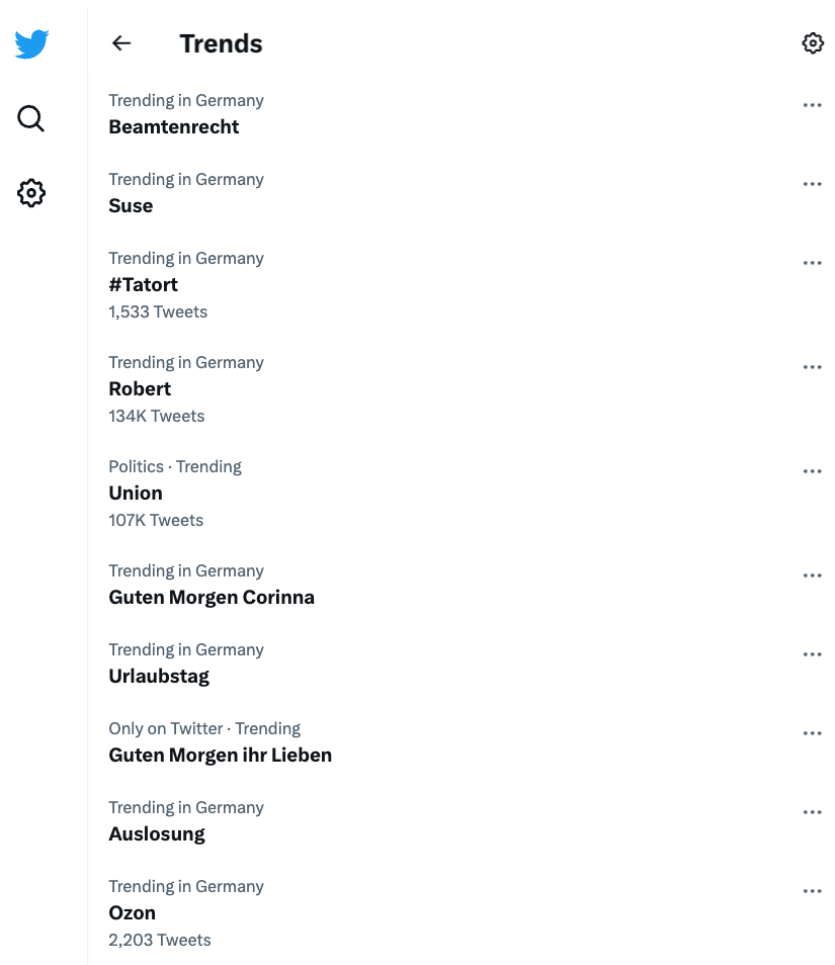 Trends
Trending in Germany
Beamtenrecht
Trending in Germany
Suse
Trending in Germany
#Tatort
1,533 Tweets
Trending in Germany
Robert
134K Tweets
Politics · Trending
Union
107K Tweets
Trending in Germany
Guten Morgen Corinna
Trending in Germany
Urlaubstag
Only on Twitter · Trending
Guten Morgen ihr Lieben
Trending in Germany
Auslosung
Trending in Germany
Ozon
2,203 Tweets